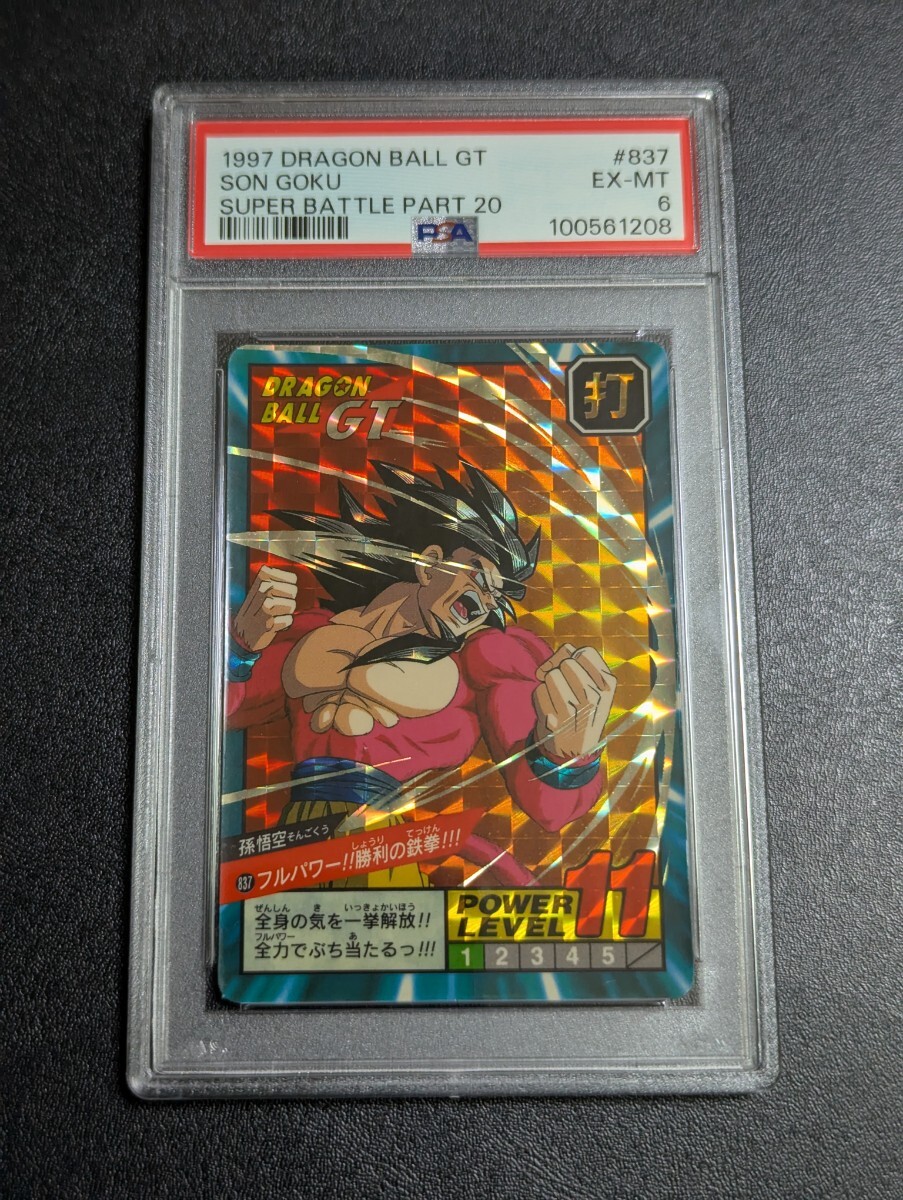 1997 DRAGON BALL GT #837
SON GOKU EX-MT
SUPER BATTLE PART 20 6
PSA 100561208
DRAGON
BALL GT
打
孫悟空そんごくう
しょうり てっけん
837 フルパワー!!勝利の鉄拳!!!
ぜんしん き いっきょかいほう
全身の気を一挙解放!!
フルパワー あ
全力でぶち当たるっ!!!
POWER
LEVEL 11
1 2 3 4 5